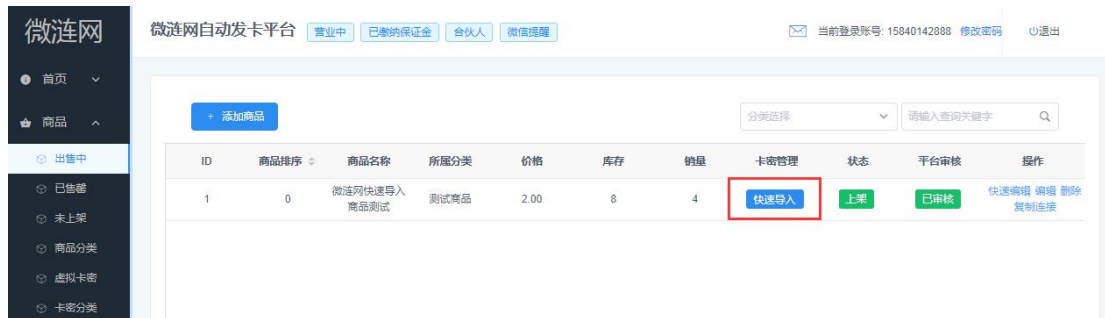 微涟网
微涟网自动发卡平台 营业中 已缴纳保证金 合伙人 微信提醒
当前登录账号: 15840142888 修改密码 退出
首页
商品
出售中
已售罄
未上架
商品分类
虚拟卡密
卡密分类
+ 添加商品
分类选择 请输入查询关键字
ID 商品排序 商品名称 所属分类 价格 库存 销量 卡密管理 状态 平台审核 操作
1 0 微涟网快速导入 测试商品 2.00 8 4 快速导入 上架 已审核 快速编辑 编辑 删除
商品测试 复制连接